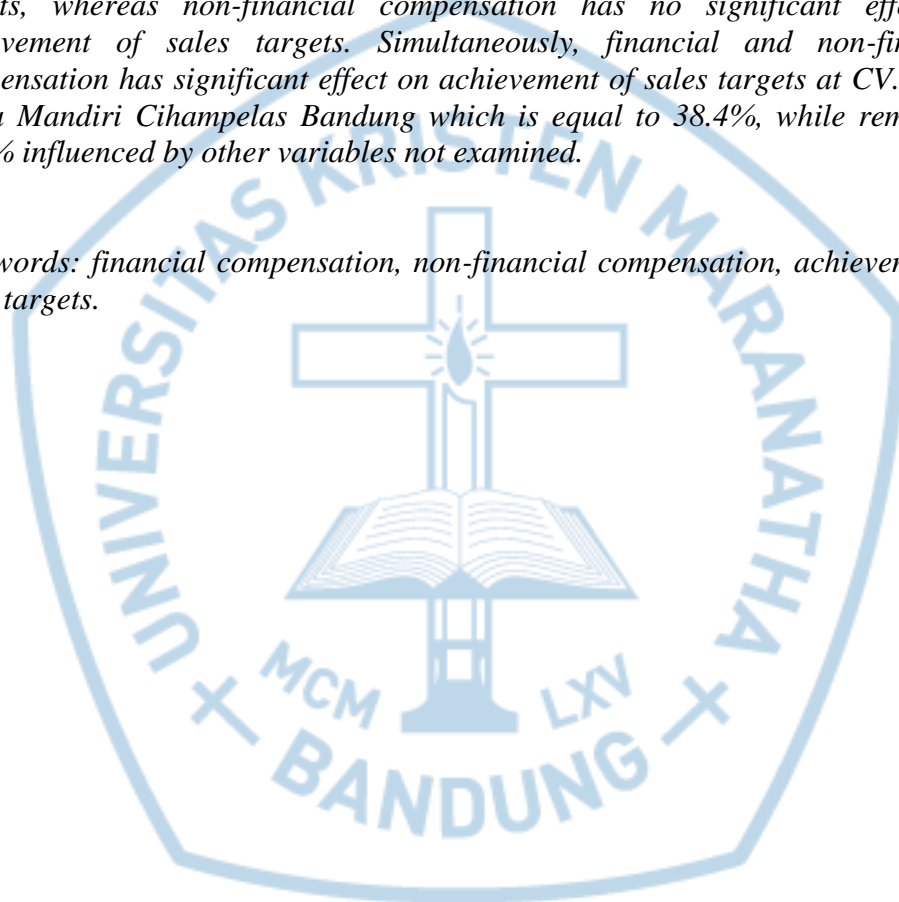 ts, whereas non-financial compensation has no significant effe
vement of sales targets. Simultaneously, financial and non-fin
ensation has significant effect on achievement of sales targets at CV.
Mandiri Cihampelas Bandung which is equal to 38.4%, while rem
% influenced by other variables not examined.
words: financial compensation, non-financial compensation, achieve
targets.
UNIVERSITAS KRISTEN MARANATHA
MCM LXV
BANDUNG